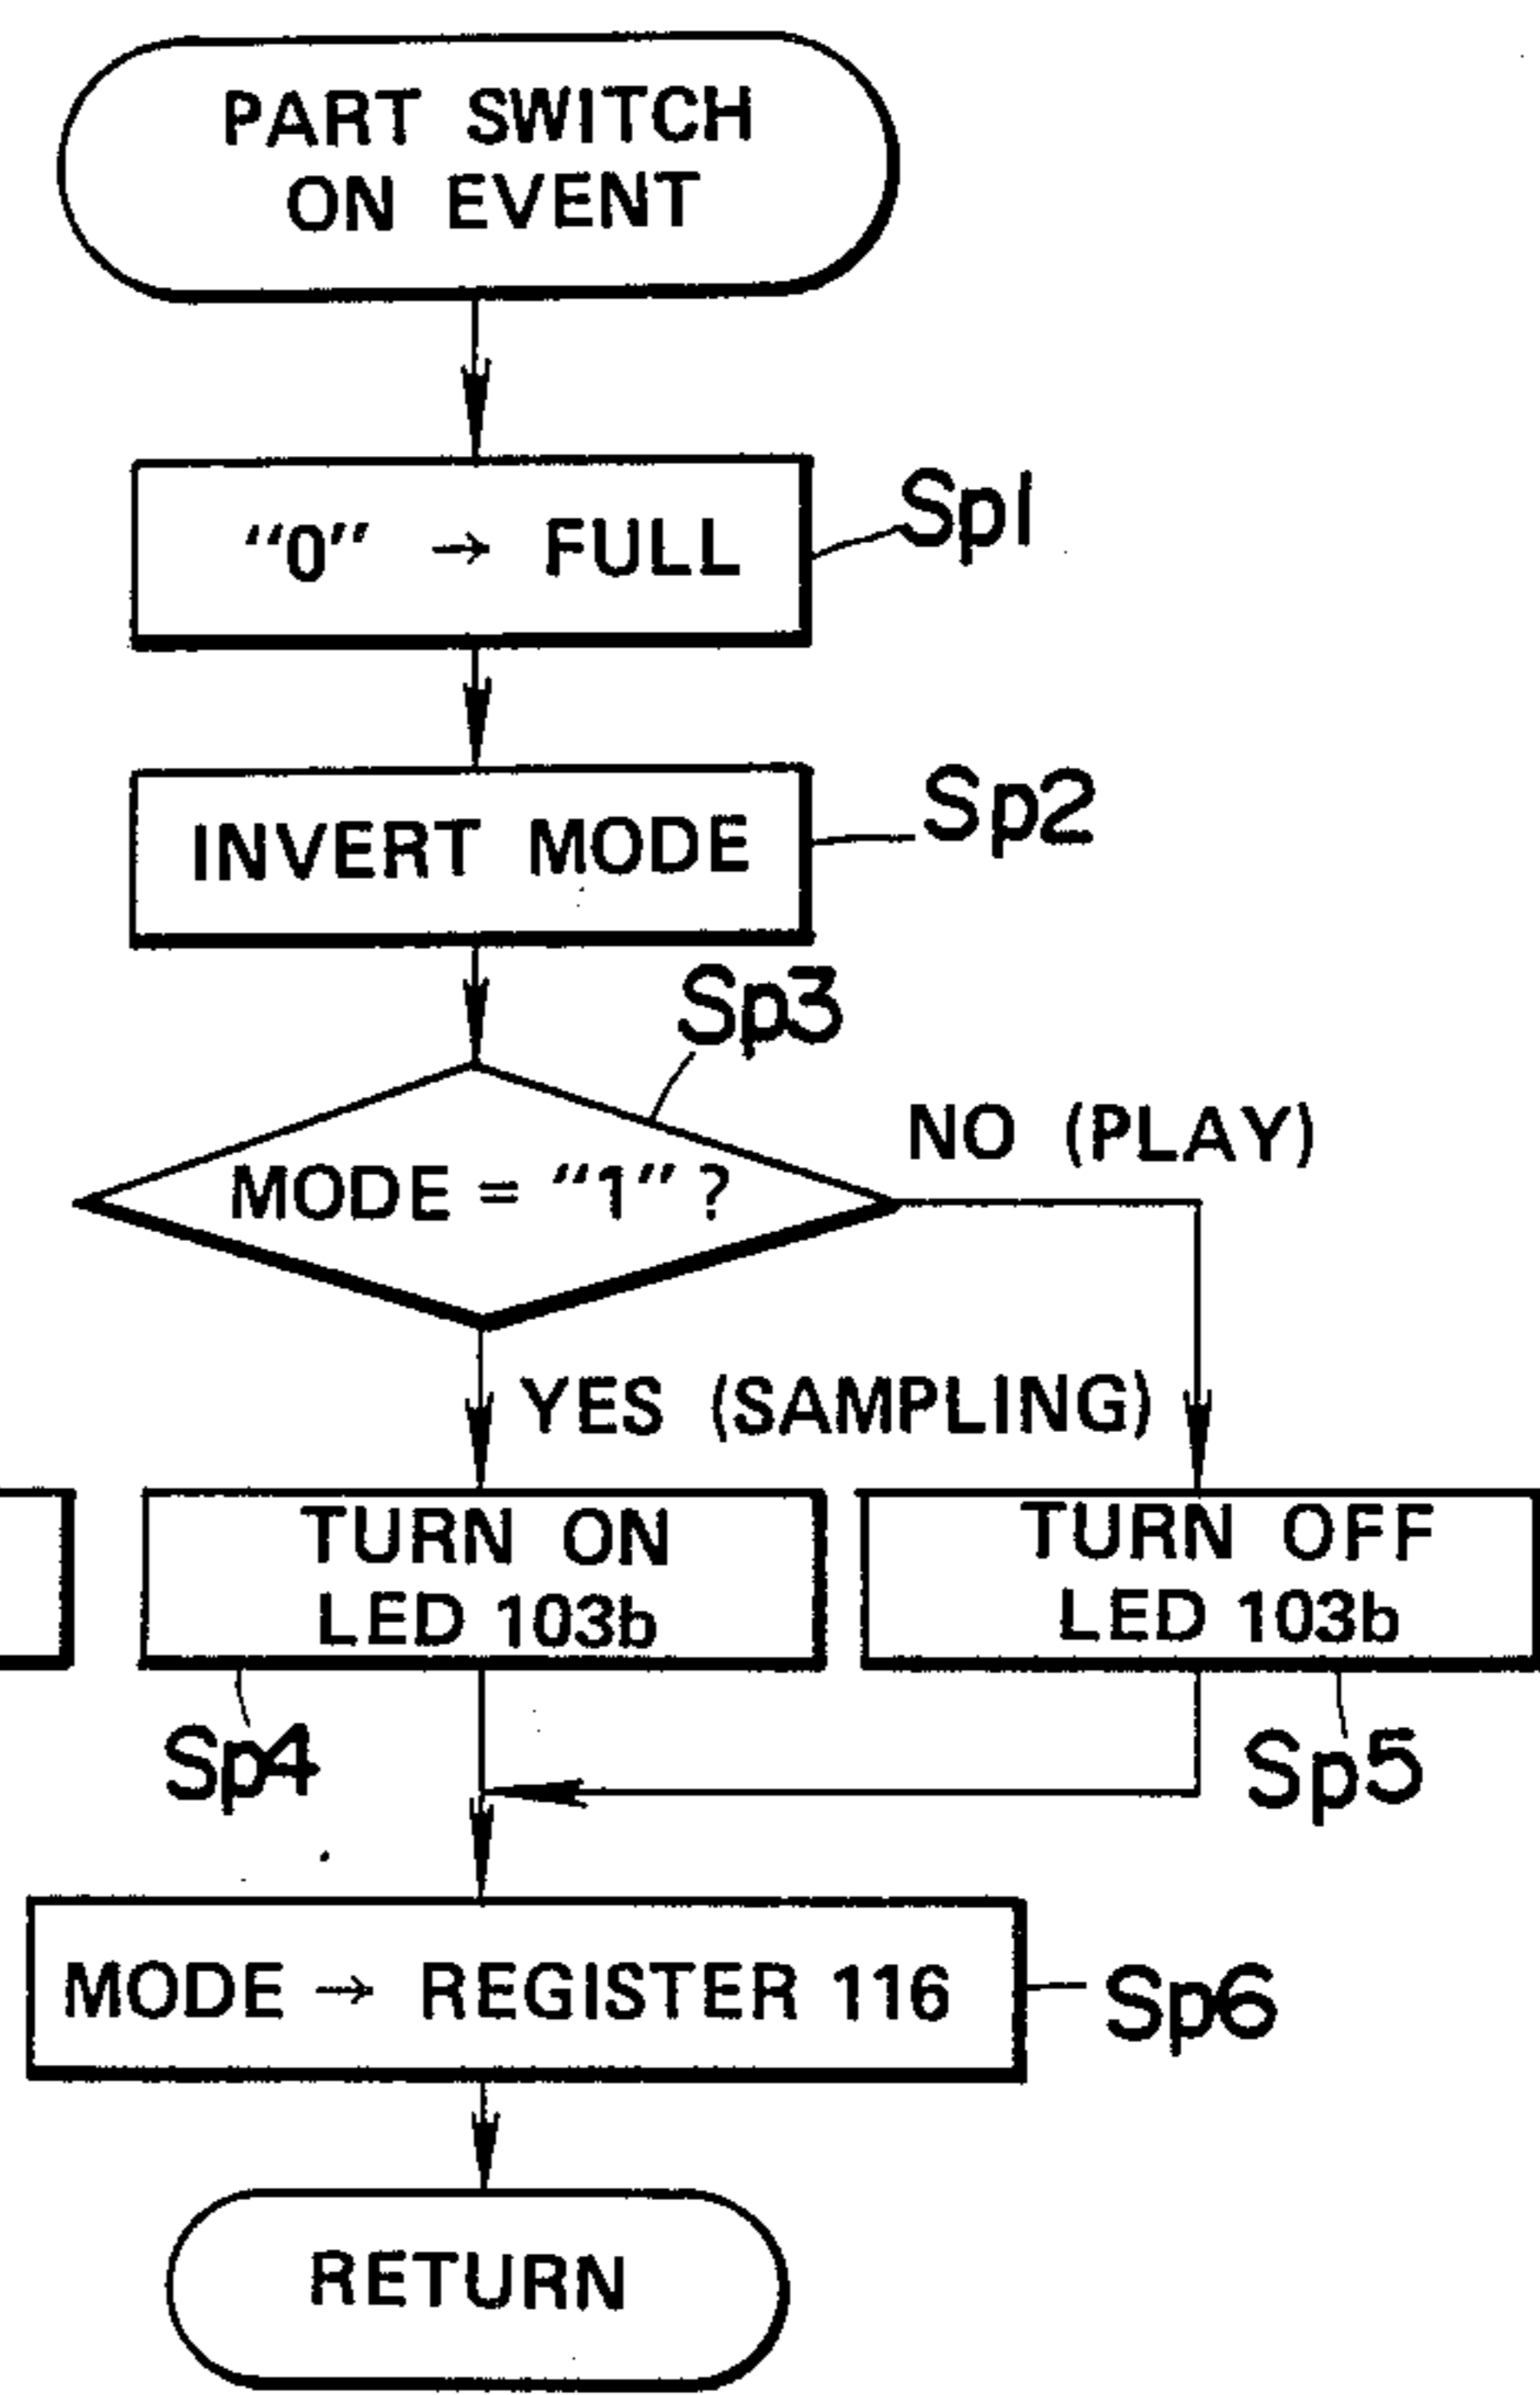 PART SWITCH
ON EVENT
“0” → FULL
Sp1
INVERT MODE
Sp2
Sp3
MODE = “1” ?
NO (PLAY)
YES (SAMPLING)
TURN ON
LED 103b
TURN OFF
LED 103b
Sp4
Sp5
MODE → REGISTER 116
Sp6
RETURN